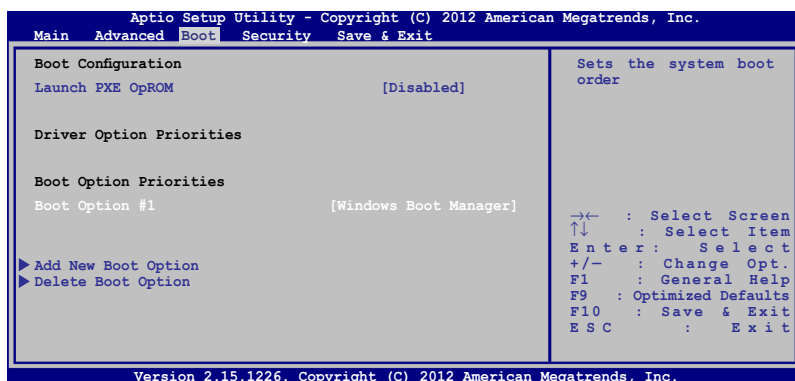 Aptio Setup Utility - Copyright (C) 2012 American Megatrends, Inc.
Main Advanced Boot Security Save & Exit
Boot Configuration
Launch PXE OpROM [Disabled]
Driver Option Priorities
Boot Option Priorities
Boot Option #1 [Windows Boot Manager]
Add New Boot Option
Delete Boot Option
Sets the system boot
order
→← : Select Screen
↑↓ : Select Item
Enter: Select
+/— : Change Opt.
F1 : General Help
F9 : Optimized Defaults
F10 : Save & Exit
ESC : Exit
Version 2.15.1226. Copyright (C) 2012 American Megatrends, Inc.